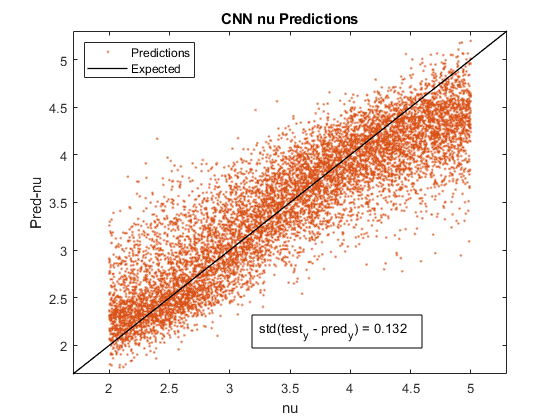 CNN nu Predictions
Predictions
Expected
Pred-nu
5
4.5
4
3.5
3
2.5
2
std(test_y - pred_y) = 0.132
2 2.5 3 3.5 4 4.5 5
nu